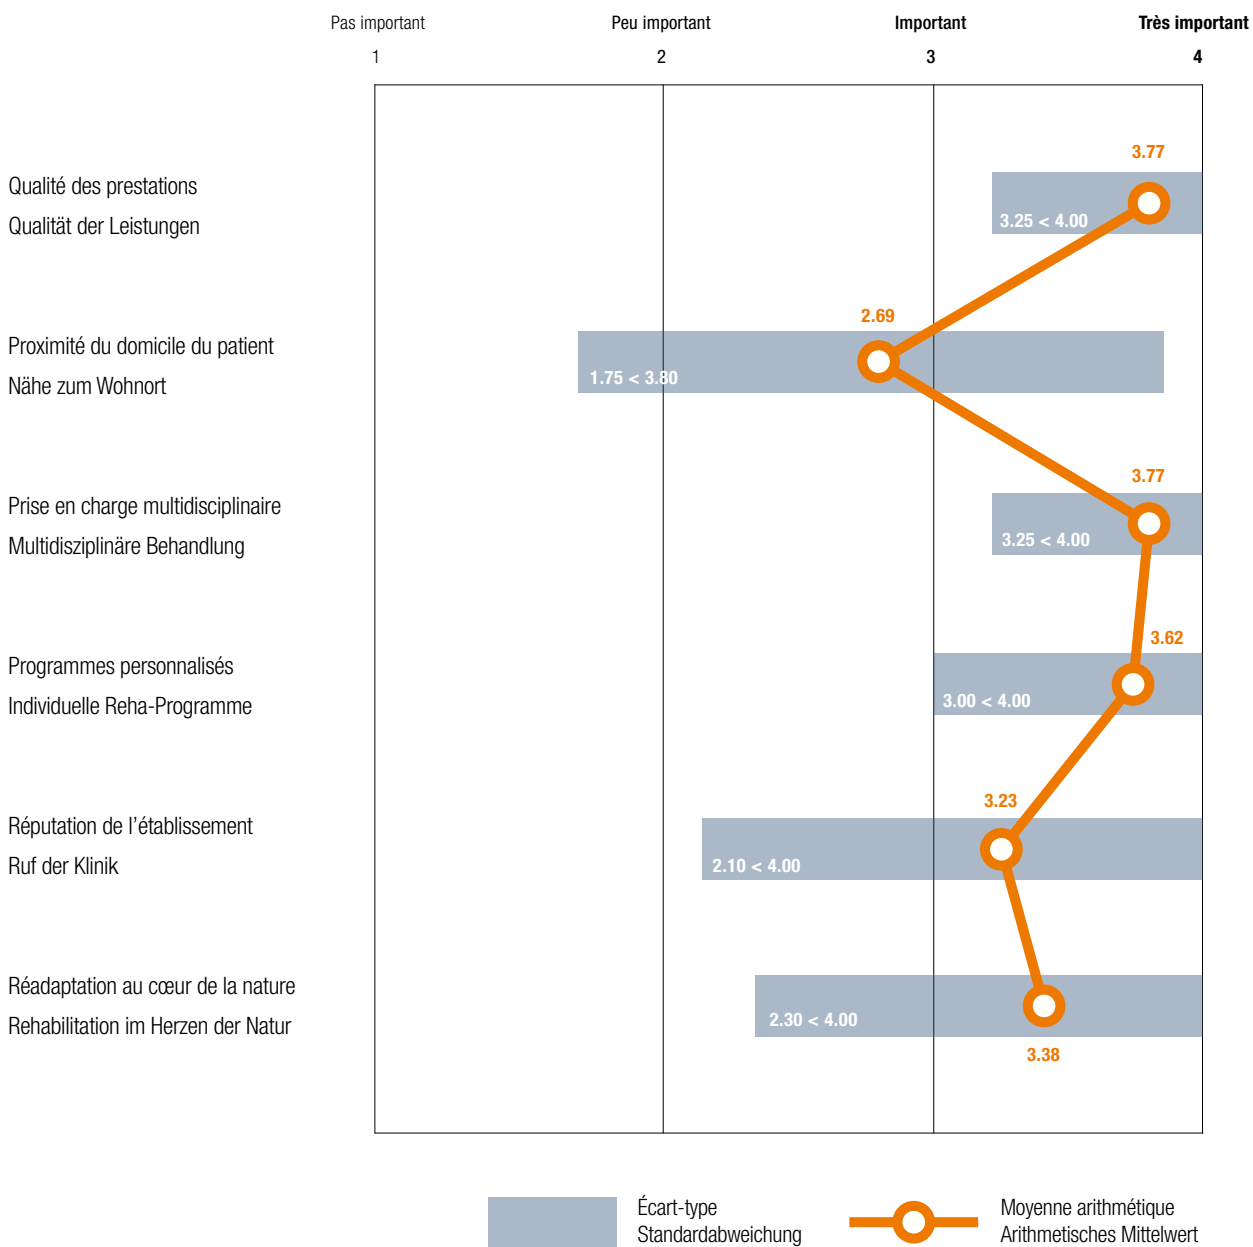 Pas important Peu important Important Très important
1 2 3 4
3.77
Qualité des prestations
Qualität der Leistungen
3.25 < 4.00
2.69
Proximité du domicile du patient
Nähe zum Wohnort
1.75 < 3.80
3.77
Prise en charge multidisciplinaire
Multidisziplinäre Behandlung
3.25 < 4.00
3.62
Programmes personnalisés
Individuelle Reha-Programme
3.00 < 4.00
3.23
Réputation de l'établissement
Ruf der Klinik
2.10 < 4.00
Réadaptation au cœur de la nature
Rehabilitation im Herzen der Natur
2.30 < 4.00
3.38
Écart-type
Standardabweichung
Moyenne arithmétique
Arithmetisches Mittelwert